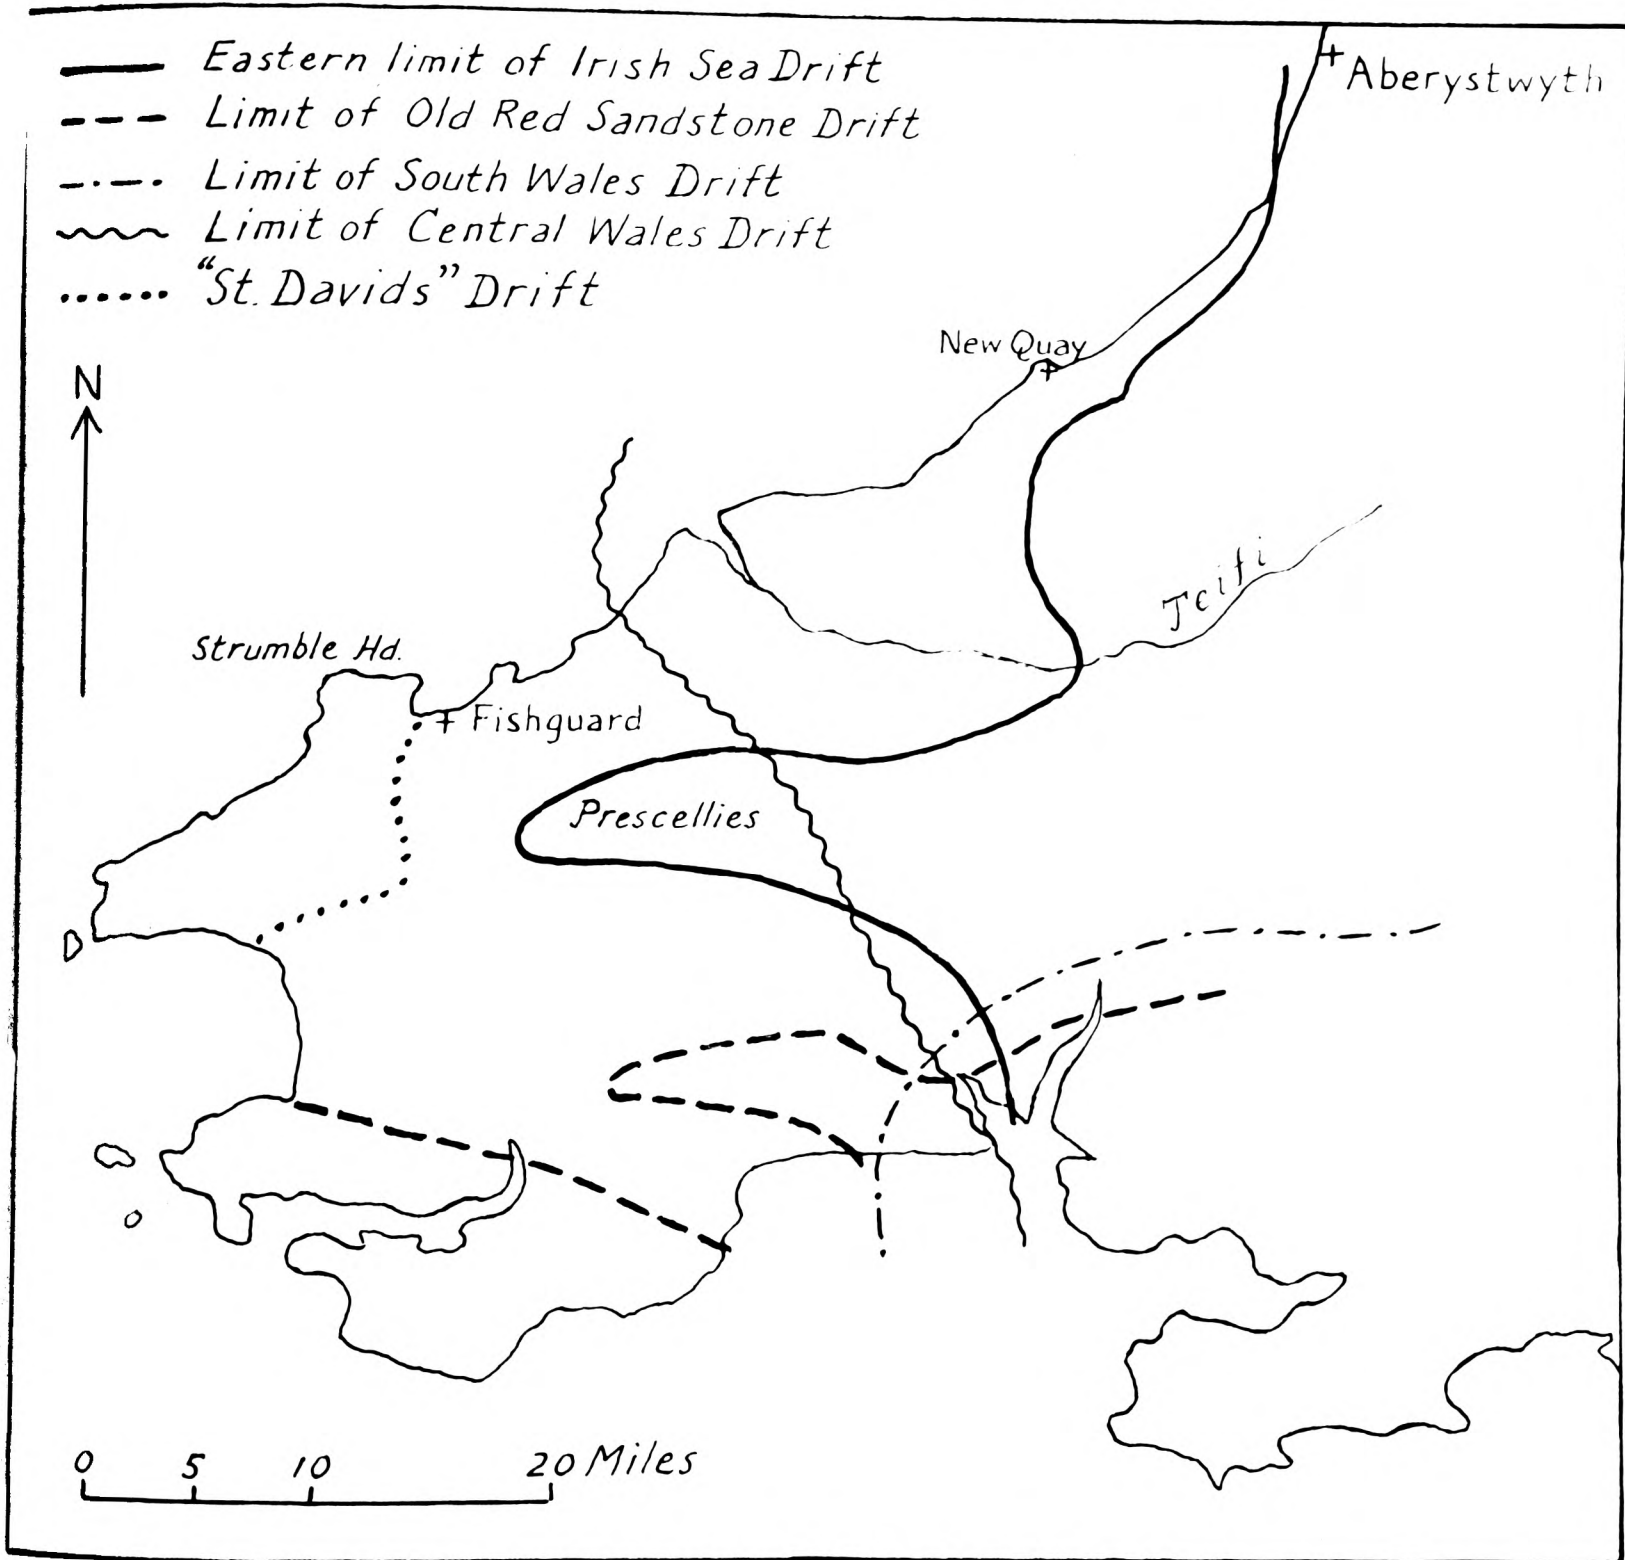 Eastern limit of Irish Sea Drift
Limit of Old Red Sandstone Drift
Limit of South Wales Drift
Limit of Central Wales Drift
"St. Davids" Drift
N
+ Aberystwyth
New Quay
+
Teifi
Strumble Hd.
+ Fishguard
Prescellies
0 5 10 20 Miles